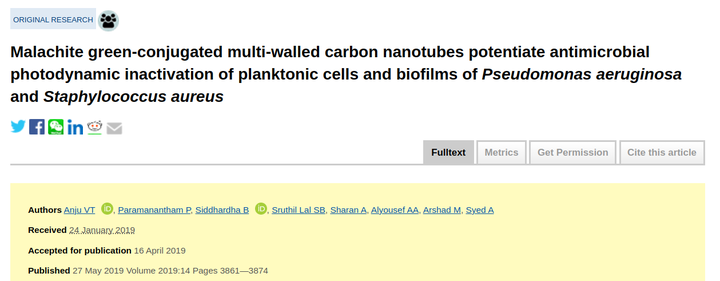 ORIGINAL RESEARCH
Malachite green-conjugated multi-walled carbon nanotubes potentiate antimicrobial
photodynamic inactivation of planktonic cells and biofilms of Pseudomonas aeruginosa
and Staphylococcus aureus
Fulltext Metrics Get Permission Cite this article
Authors Anju VT iD, Paramanantham P, Siddhardha B iD, Sruthil Lal SB, Sharan A, Alyousef AA, Arshad M, Syed A
Received 24 January 2019
Accepted for publication 16 April 2019
Published 27 May 2019 Volume 2019:14 Pages 3861—3874